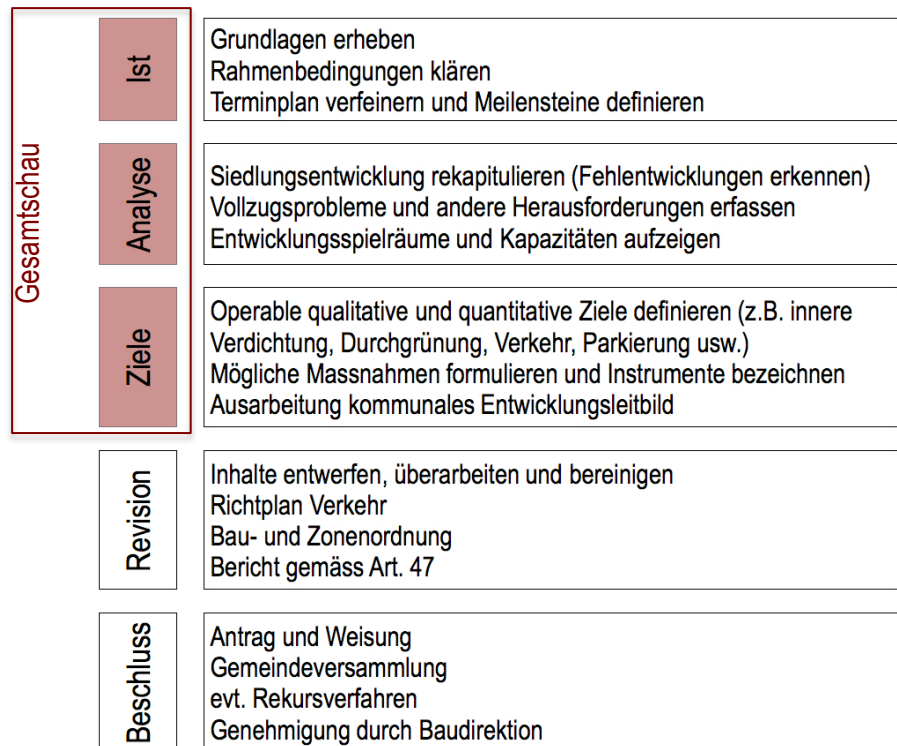 Gesamtschau
Ist
Grundlagen erheben
Rahmenbedingungen klären
Terminplan verfeinern und Meilensteine definieren
Analyse
Siedlungsentwicklung rekapitulieren (Fehlentwicklungen erkennen)
Vollzugsprobleme und andere Herausforderungen erfassen
Entwicklungsspielräume und Kapazitäten aufzeigen
Ziele
Operable qualitative und quantitative Ziele definieren (z.B. innere
Verdichtung, Durchgrünung, Verkehr, Parkierung usw.)
Mögliche Massnahmen formulieren und Instrumente bezeichnen
Ausarbeitung kommunales Entwicklungsleitbild
Revision
Inhalte entwerfen, überarbeiten und bereinigen
Richtplan Verkehr
Bau- und Zonenordnung
Bericht gemäss Art. 47
Beschluss
Antrag und Weisung
Gemeindeversammlung
evt. Rekursverfahren
Genehmigung durch Baudirektion